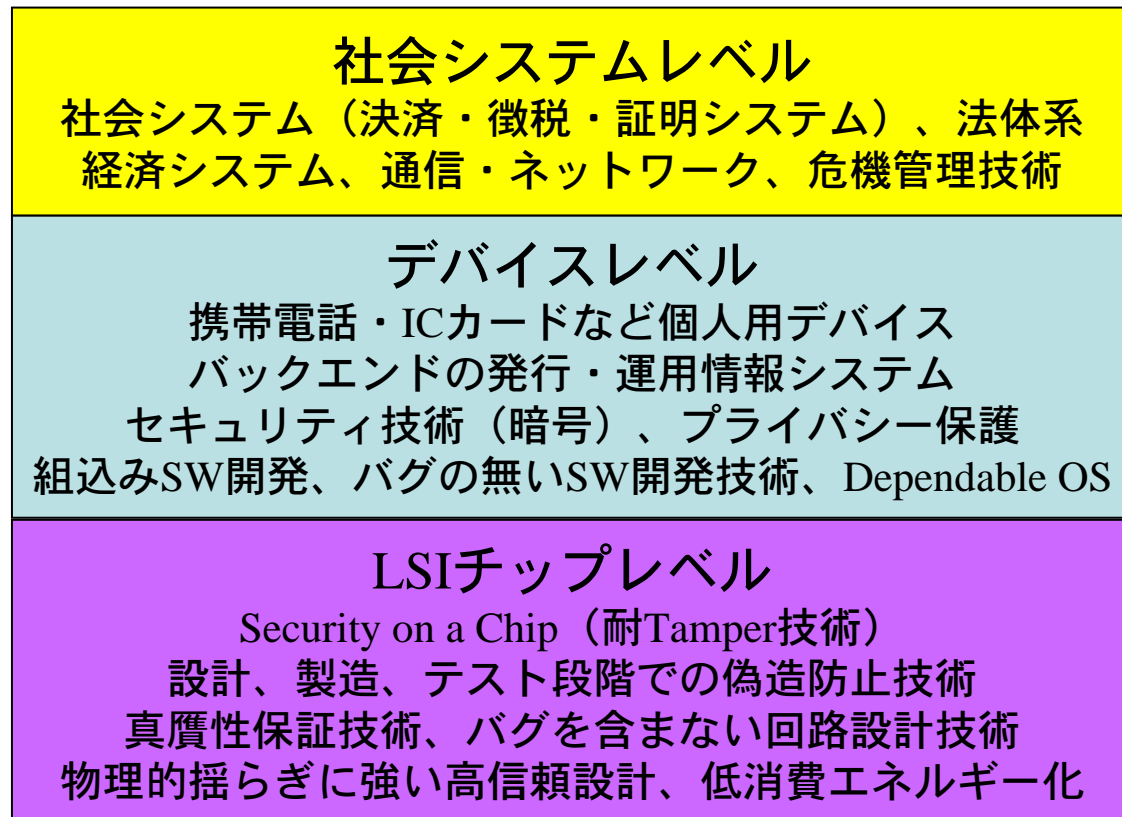 社会システムレベル
社会システム（決済・徴税・証明システム）、法体系
経済システム、通信・ネットワーク、危機管理技術
デバイスレベル
携帯電話・ICカードなど個人用デバイス
バックエンドの発行・運用情報システム
セキュリティ技術（暗号）、プライバシー保護
組込みSW開発、バグの無いSW開発技術、Dependable OS
LSIチップレベル
Security on a Chip（耐Tamper技術）
設計、製造、テスト段階での偽造防止技術
真贋性保証技術、バグを含まない回路設計技術
物理的揺らぎに強い高信頼設計、低消費エネルギー化